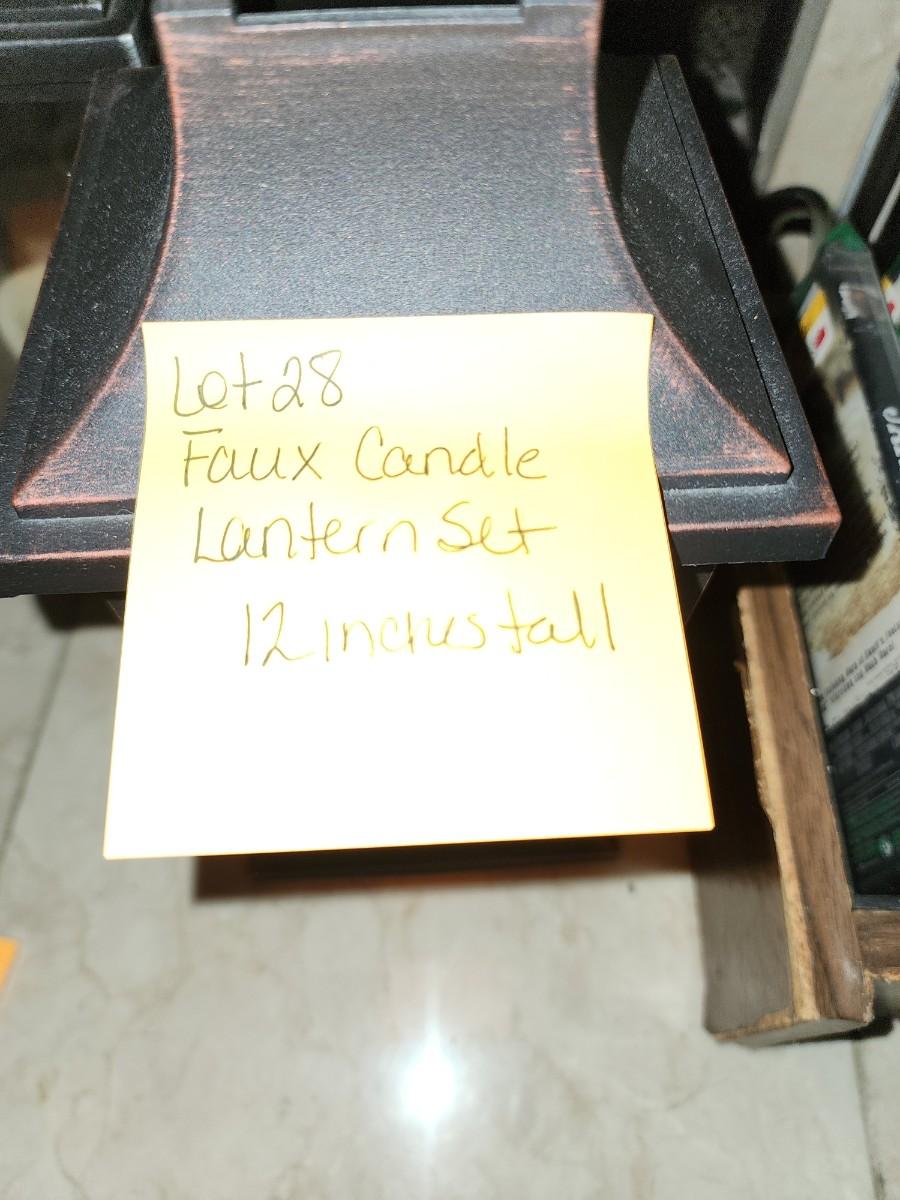 Lot 28
Faux Candle
Lantern Set
12 inches tall